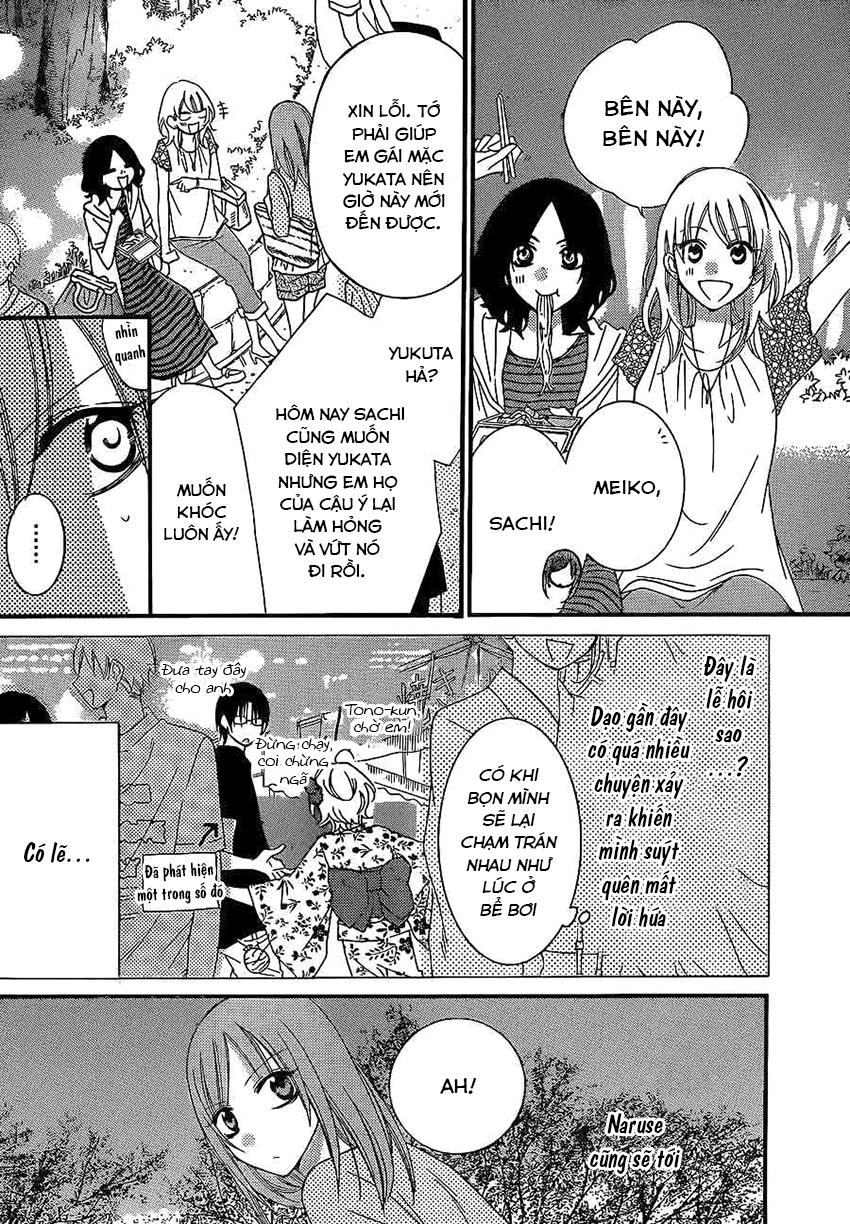 BÊN NÀY,
BÊN NÀY!
MEIKO,
SACHI!
XIN LỖI. TỚ
PHẢI GIÚP
EM GÁI MẶC
YUKATA NÊN
GIỜ NÀY MỚI
ĐẾN ĐƯỢC.
YUKUTA
HẢ?
HÔM NAY SACHI
CŨNG MUỐN
DIỆN YUKATA
NHƯNG EM HỌ
CỦA CẬU Ý LẠI
LÀM HỎNG
VÀ VỨT NÓ
ĐI RỒI.
MUỐN
KHÓC
LUÔN ẤY!
nhìn
quanh
........
Đây là
lễ hôi
sao
...?
Dạo gần đây
có quá nhiều
chuyện xảy
ra khiến
mình suýt
quên mất
lời hứa
CÓ KHI
BỌN MÌNH
SẼ LẠI
CHẠM TRÁN
NHAU NHƯ
LÚC Ở
BỂ BƠI
Tono-kun,
chờ em!
Đừng chạy,
coi chừng
ngã
Đưa tay đây
cho anh
Đã phát hiện
một trong số đó
Có lẽ...
AH!
Naruse
cũng sẽ tới